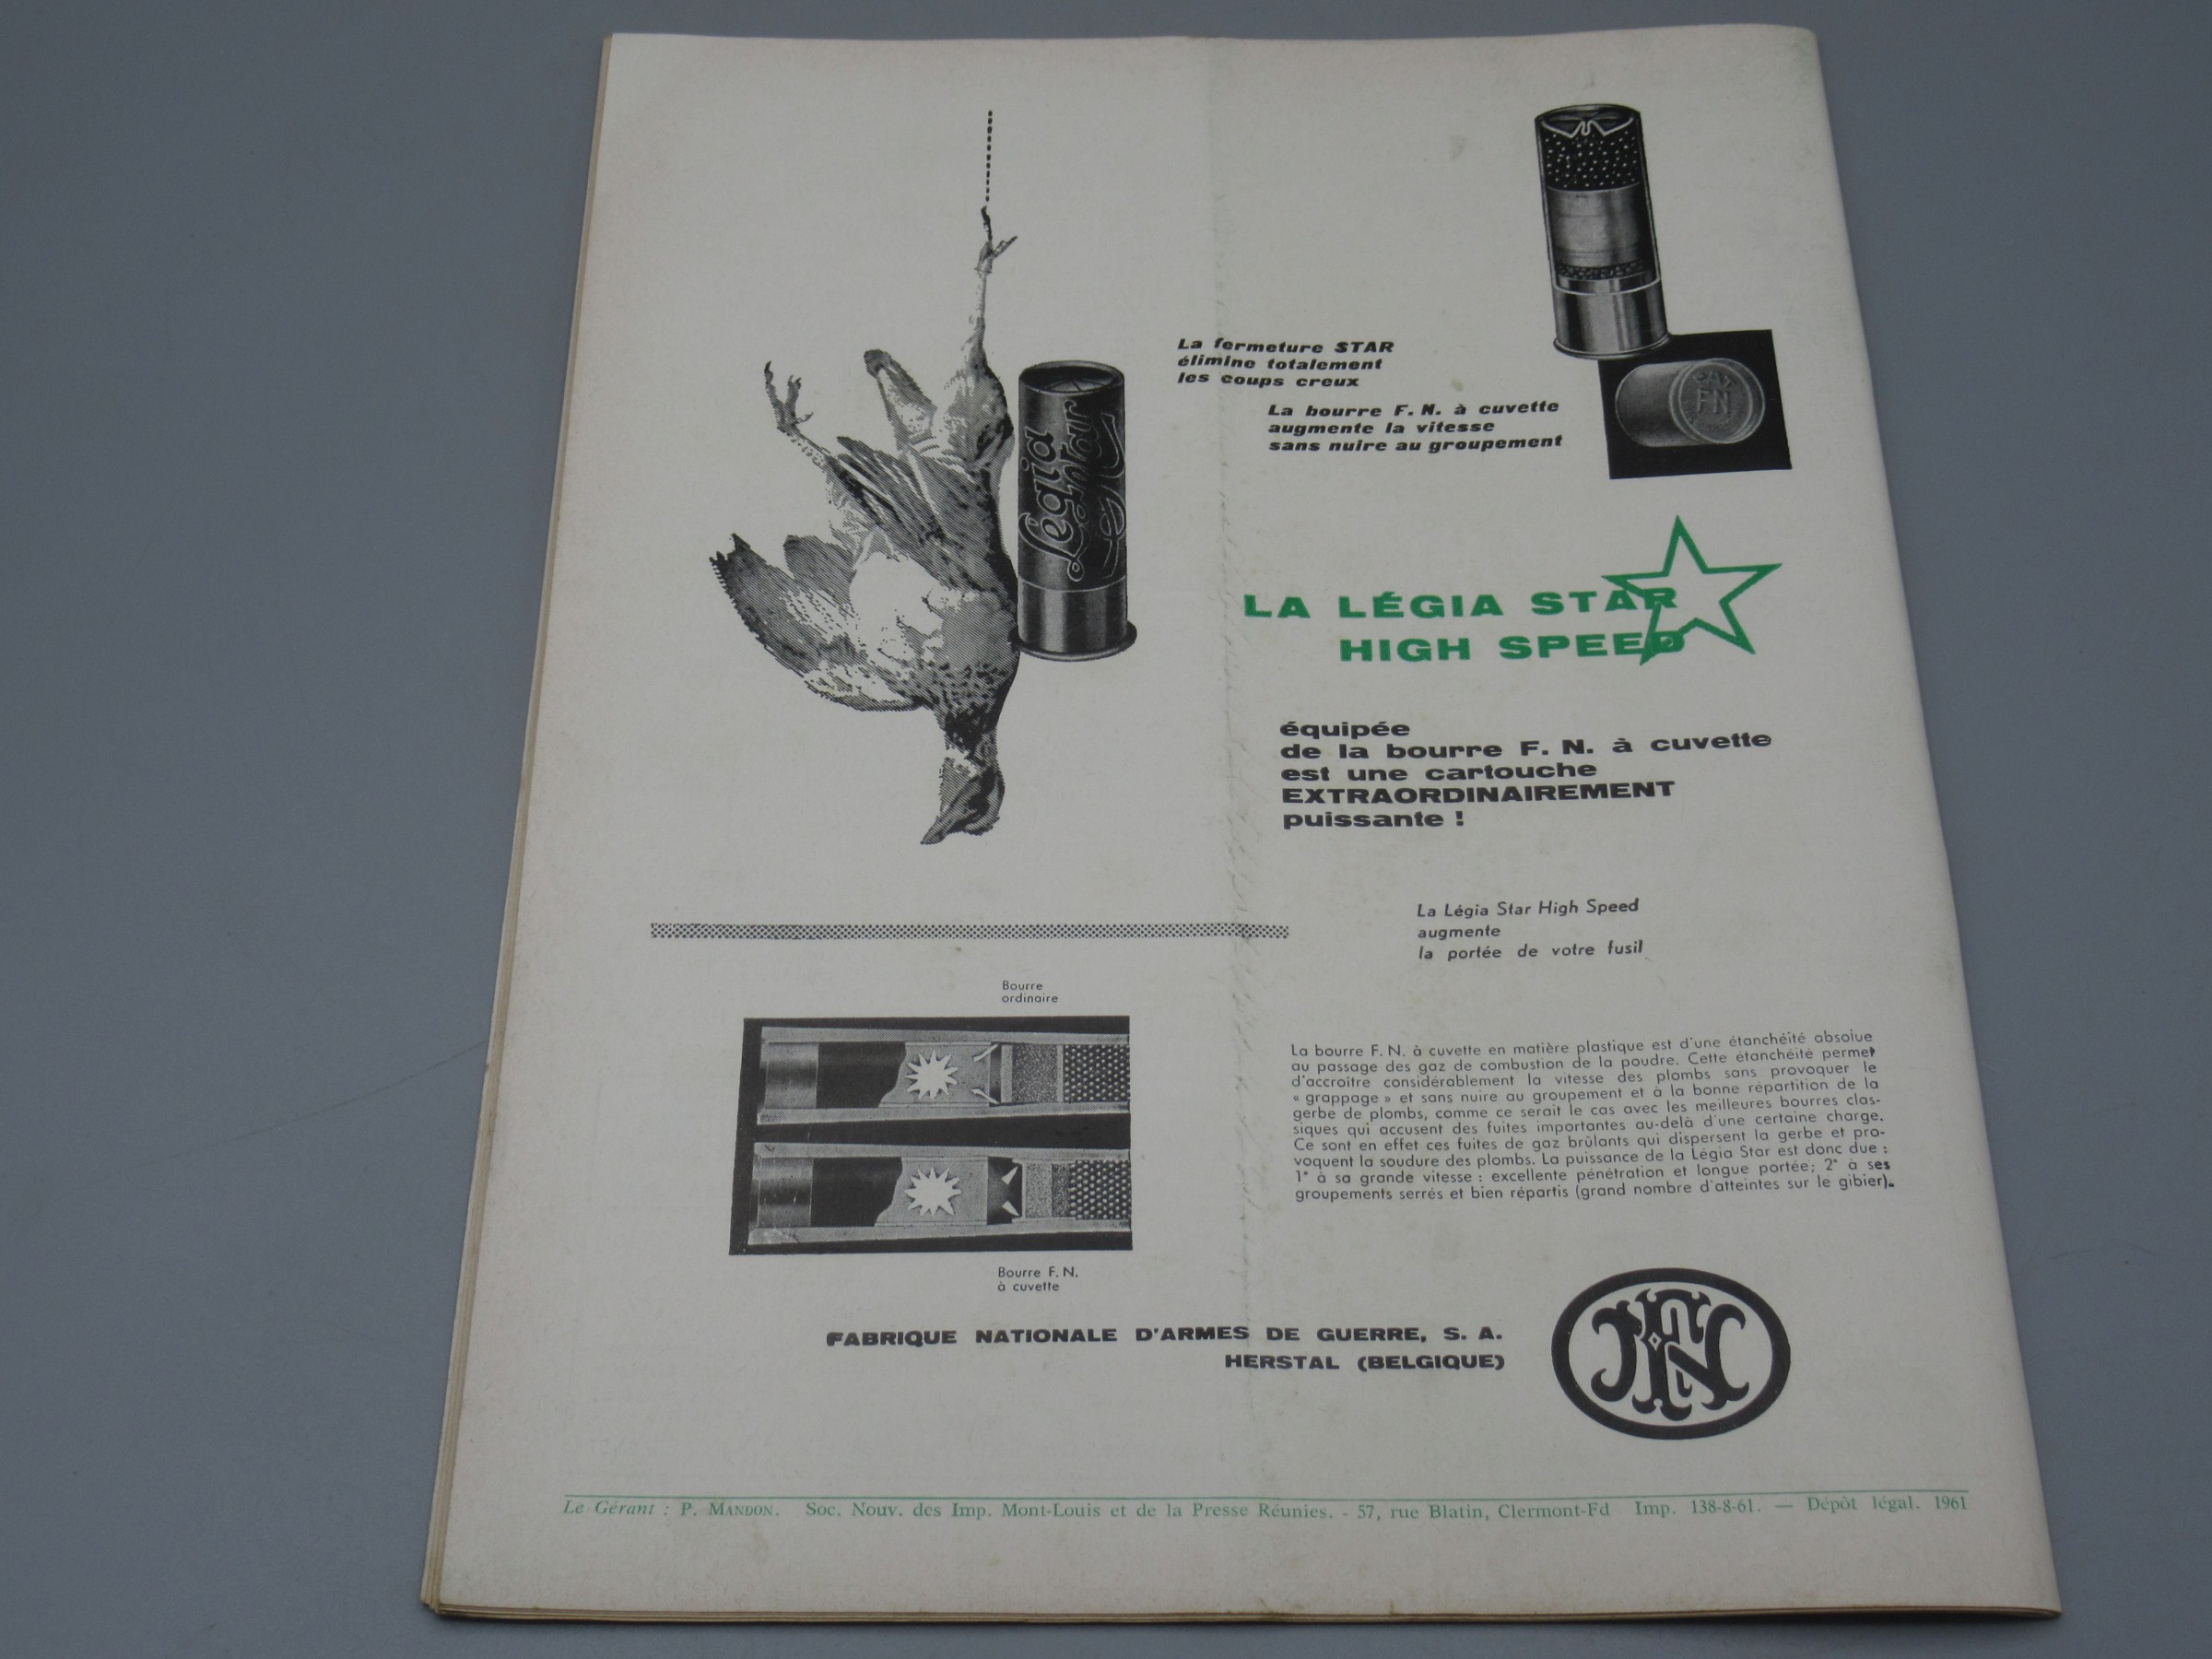 La fermeture STAR
élimine totalement
les coups creux
La bourre F. N. à cuvette
augmente la vitesse
sans nuire au groupement
FN
Légia
LA LÉGIA STAR
HIGH SPEED
équipée
de la bourre F. N. à cuvette
est une cartouche
EXTRAORDINAIREMENT
puissante !
La Légia Star High Speed
augmente
la portée de votre fusil
Bourre
ordinaire
Bourre F. N.
à cuvette
La bourre F. N. à cuvette en matière plastique est d'une étanchéité absolue
au passage des gaz de combustion de la poudre. Cette étanchéité permet
d'accroître considérablement la vitesse des plombs sans provoquer le
« grappage » et sans nuire au groupement et à la bonne répartition de la
gerbe de plombs, comme ce serait le cas avec les meilleures bourres clas-
siques qui accusent des fuites importantes au-delà d'une certaine charge.
Ce sont en effet ces fuites de gaz brûlants qui dispersent la gerbe et pro-
voquent la soudure des plombs. La puissance de la Légia Star est donc due :
1° à sa grande vitesse : excellente pénétration et longue portée; 2° à ses
groupements serrés et bien répartis (grand nombre d'atteintes sur le gibier).
FABRIQUE NATIONALE D'ARMES DE GUERRE, S. A.
HERSTAL (BELGIQUE)
FN
Le Gérant : P. MANDON. Soc. Nouv. des Imp. Mont-Louis et de la Presse Réunies. - 57, rue Blatin, Clermont-Fd Imp. 138-8-61. — Dépôt légal. 1961